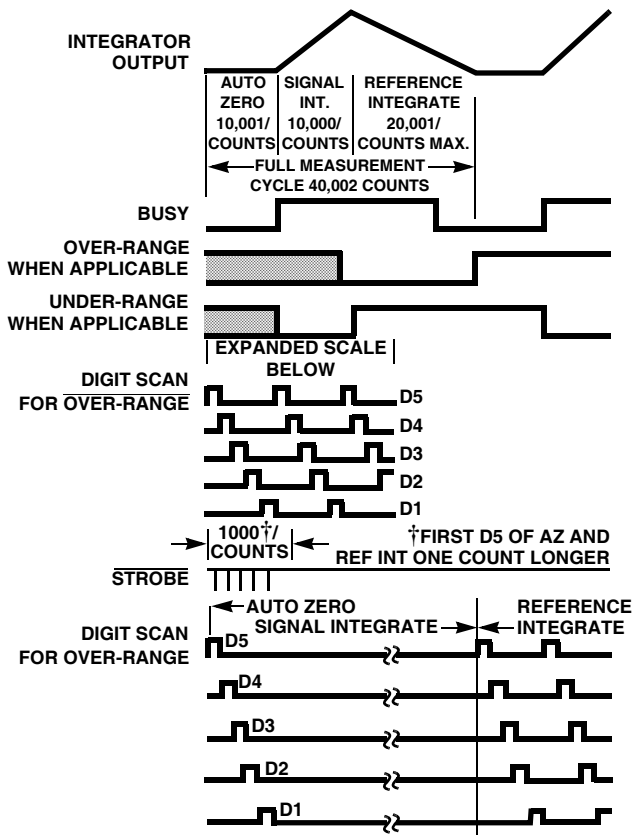 INTEGRATOR
OUTPUT
AUTO
ZERO
10,001/
COUNTS
SIGNAL
INT.
10,000/
COUNTS
REFERENCE
INTEGRATE
20,001/
COUNTS MAX.
FULL MEASUREMENT
CYCLE 40,002 COUNTS
BUSY
OVER-RANGE
WHEN APPLICABLE
UNDER-RANGE
WHEN APPLICABLE
EXPANDED SCALE
BELOW
DIGIT SCAN
FOR OVER-RANGE
D5
D4
D3
D2
D1
1000†/
COUNTS
†FIRST D5 OF AZ AND
REF INT ONE COUNT LONGER
STROBE
AUTO ZERO
SIGNAL INTEGRATE
REFERENCE
INTEGRATE
DIGIT SCAN
FOR OVER-RANGE
D5
D4
D3
D2
D1